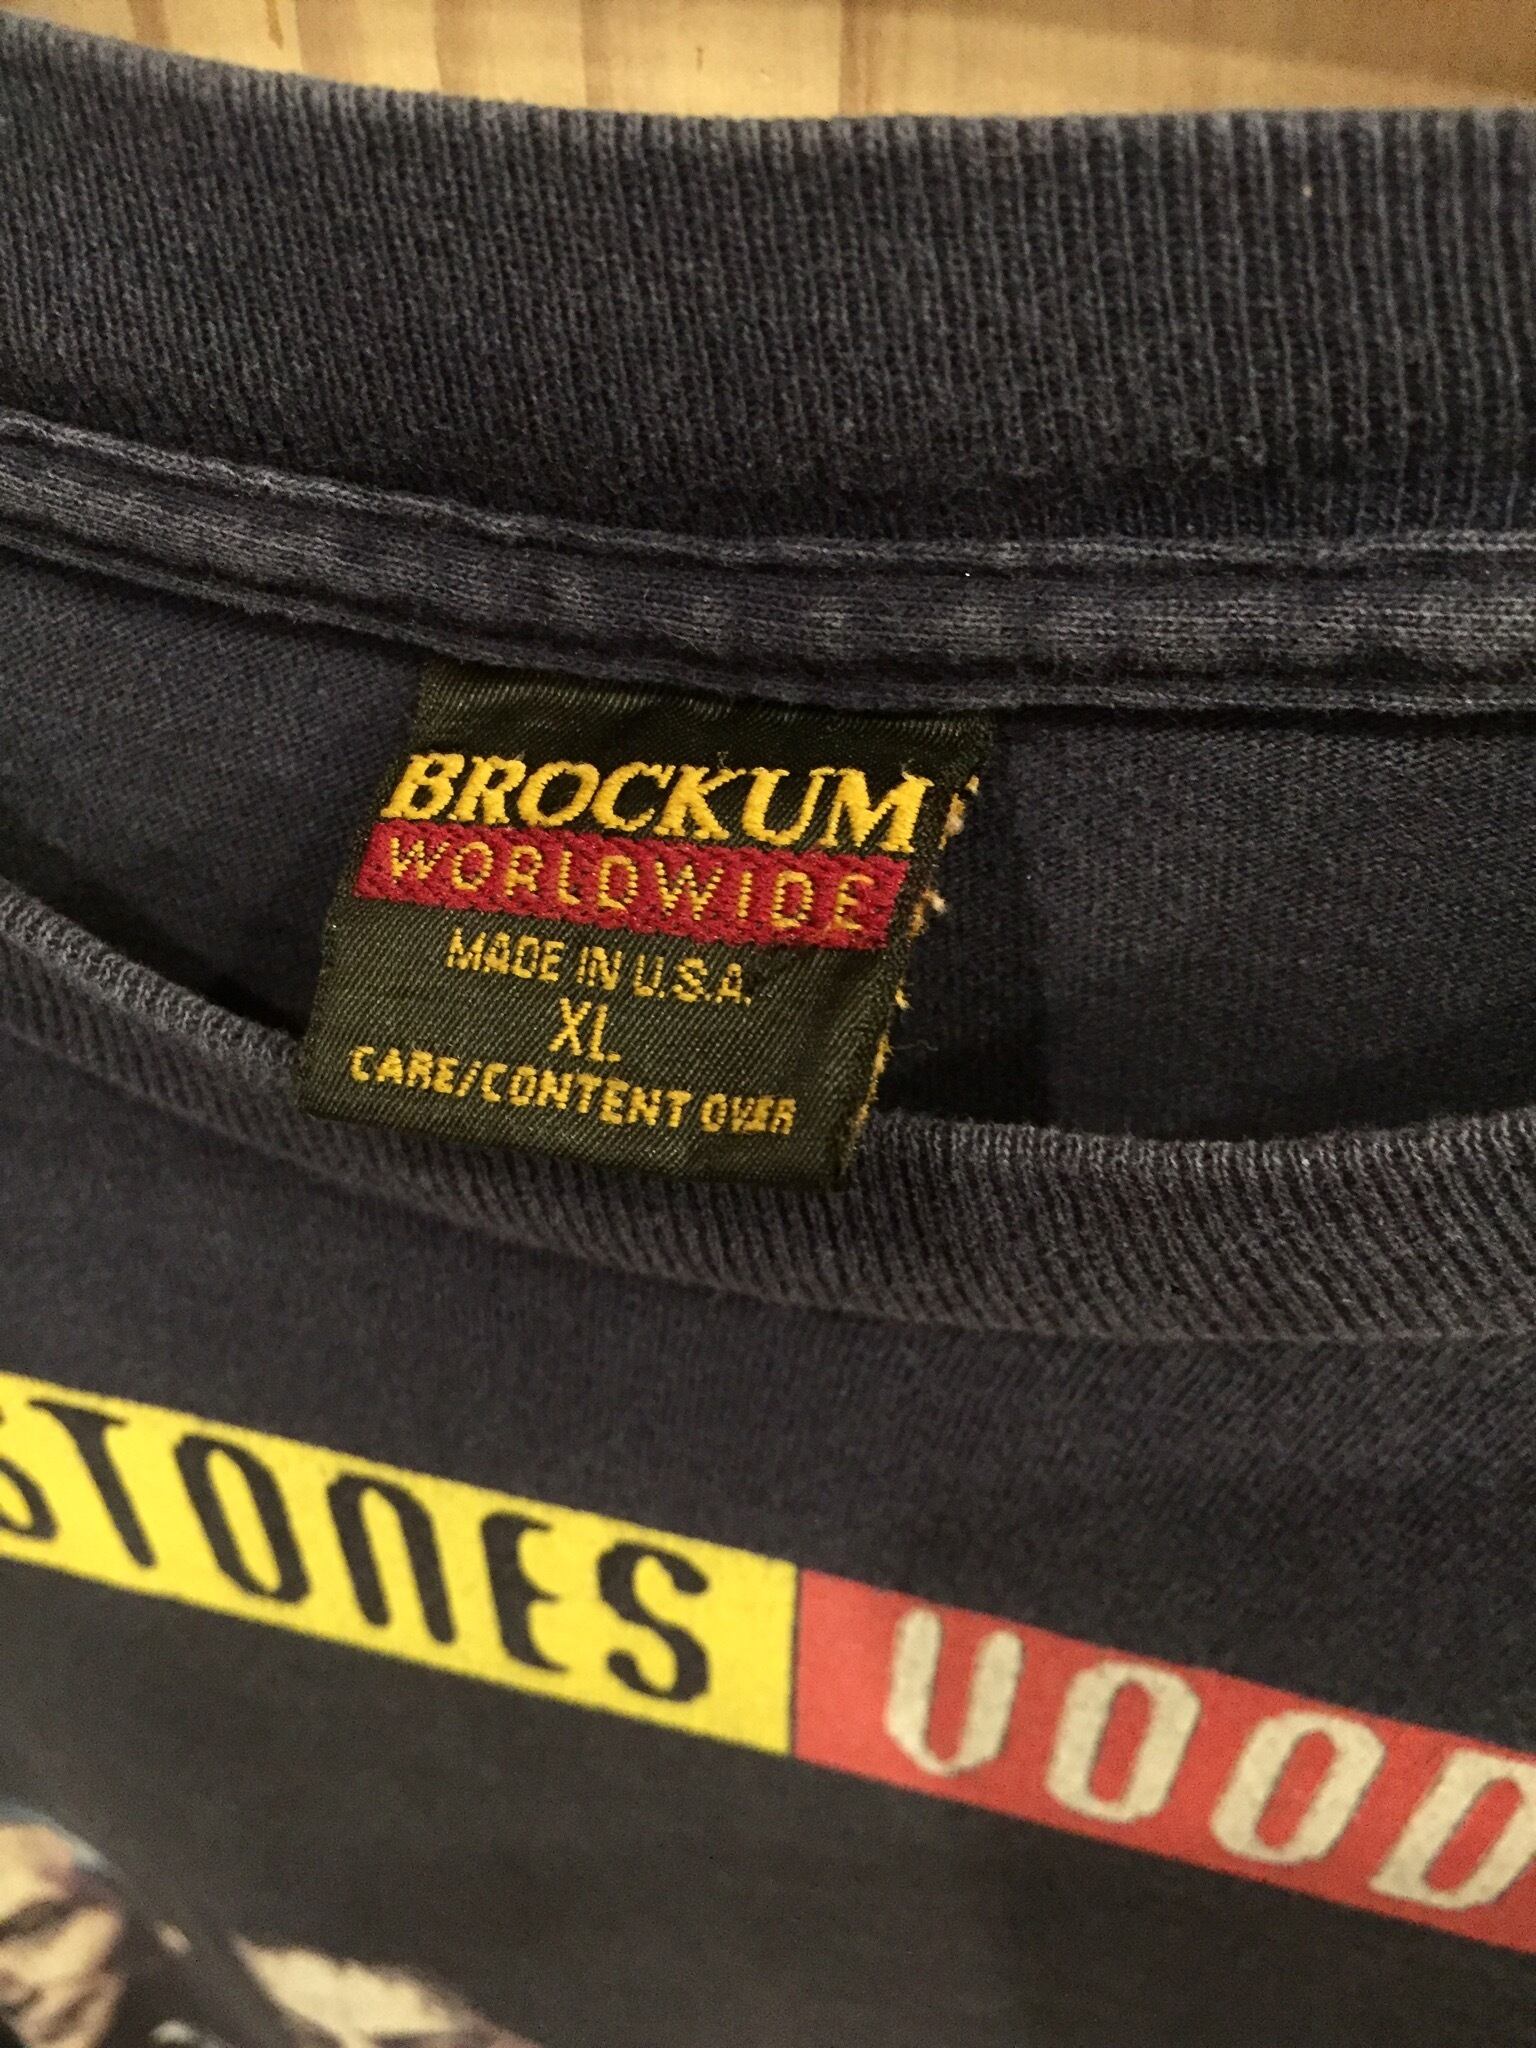 BROCKUM
WORLDWIDE
MADE IN U.S.A.
XL
CARE/CONTENT OVER
STONES VOOD